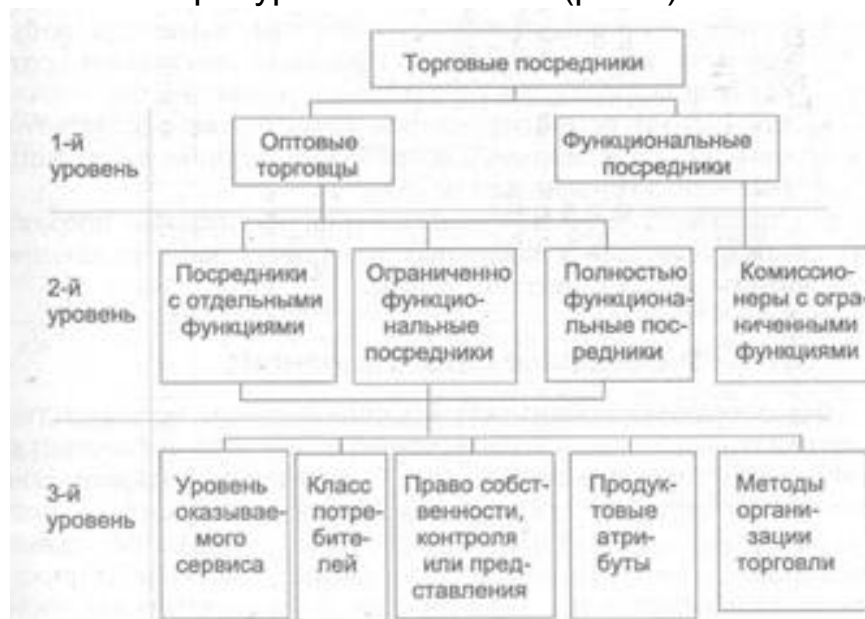 Торговые посредники
1-й
уровень
Оптовые
торговцы
Функциональные
посредники
2-й
уровень
Посредники
с отдельными
функциями
Ограниченно
функцио-
нальные
посредники
Полностью
функциона-
льные пос-
редники
Комиссио-
неры с огра-
ниченными
функциями
3-й
уровень
Уровень
оказывае-
мого
сервиса
Класс
потре-
бите-
лей
Право собст-
венности,
контроля
или пред-
ставления
Продук-
товые
атри-
буты
Методы
органи-
зации
торговли